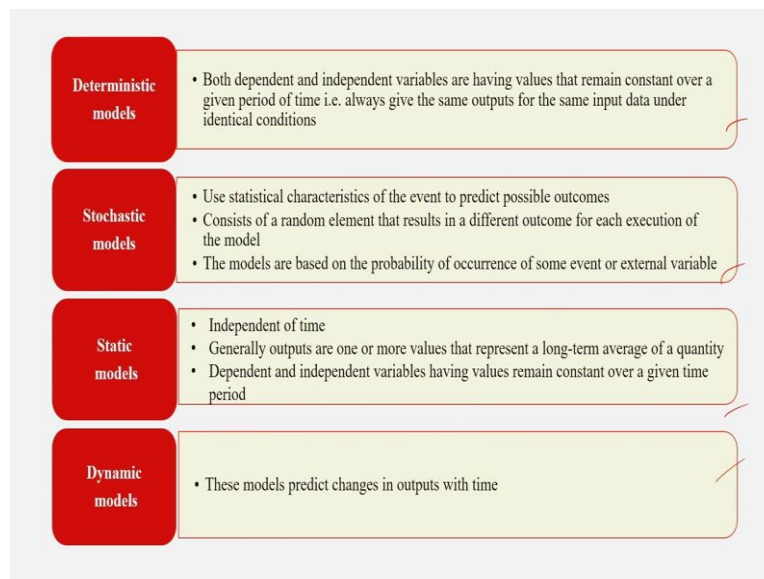 Deterministic
models
• Both dependent and independent variables are having values that remain constant over a
given period of time i.e. always give the same outputs for the same input data under
identical conditions
Stochastic
models
• Use statistical characteristics of the event to predict possible outcomes
• Consists of a random element that results in a different outcome for each execution of
the model
• The models are based on the probability of occurrence of some event or external variable
Static
models
• Independent of time
• Generally outputs are one or more values that represent a long-term average of a quantity
• Dependent and independent variables having values remain constant over a given time
period
Dynamic
models
• These models predict changes in outputs with time